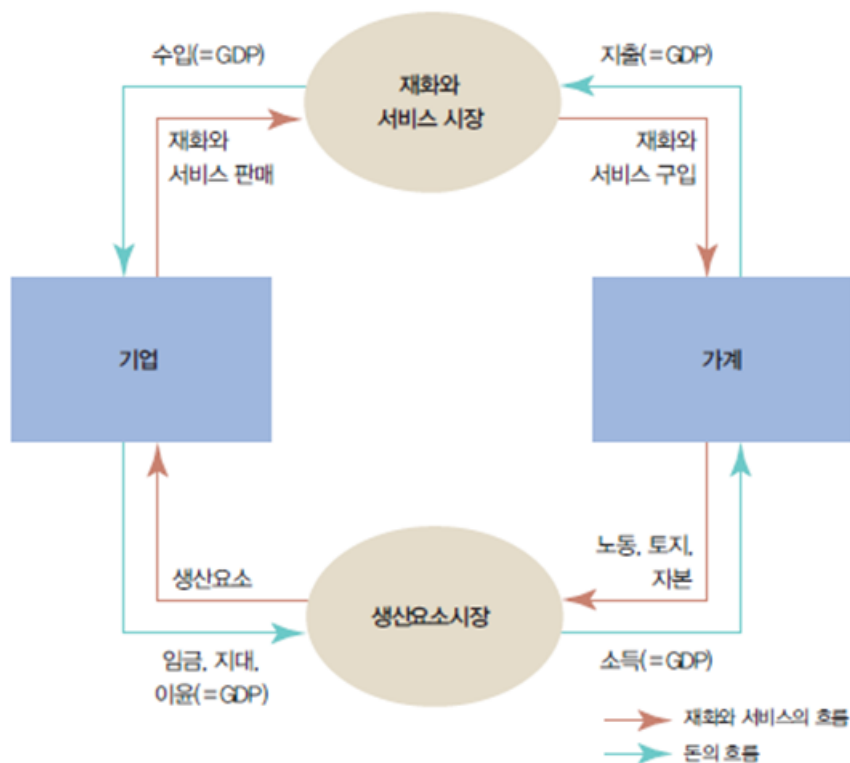 수입(=GDP)
지출(=GDP)
재화와
서비스 시장
재화와
서비스 판매
재화와
서비스 구입
기업
가계
노동, 토지,
자본
생산요소
생산요소시장
임금, 지대,
이윤(=GDP)
소득(=GDP)
재화와 서비스의 흐름
돈의 흐름